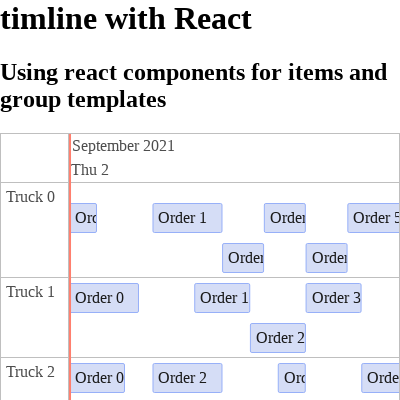 timline with React
Using react components for items and
group templates
September 2021
Thu 2
Truck 0
Orc
Order 1
Order
Order 5
Order
Order
Truck 1
Order 0
Order 1
Order 3
Order 2
Truck 2
Order 0
Order 2
Orc
Orde